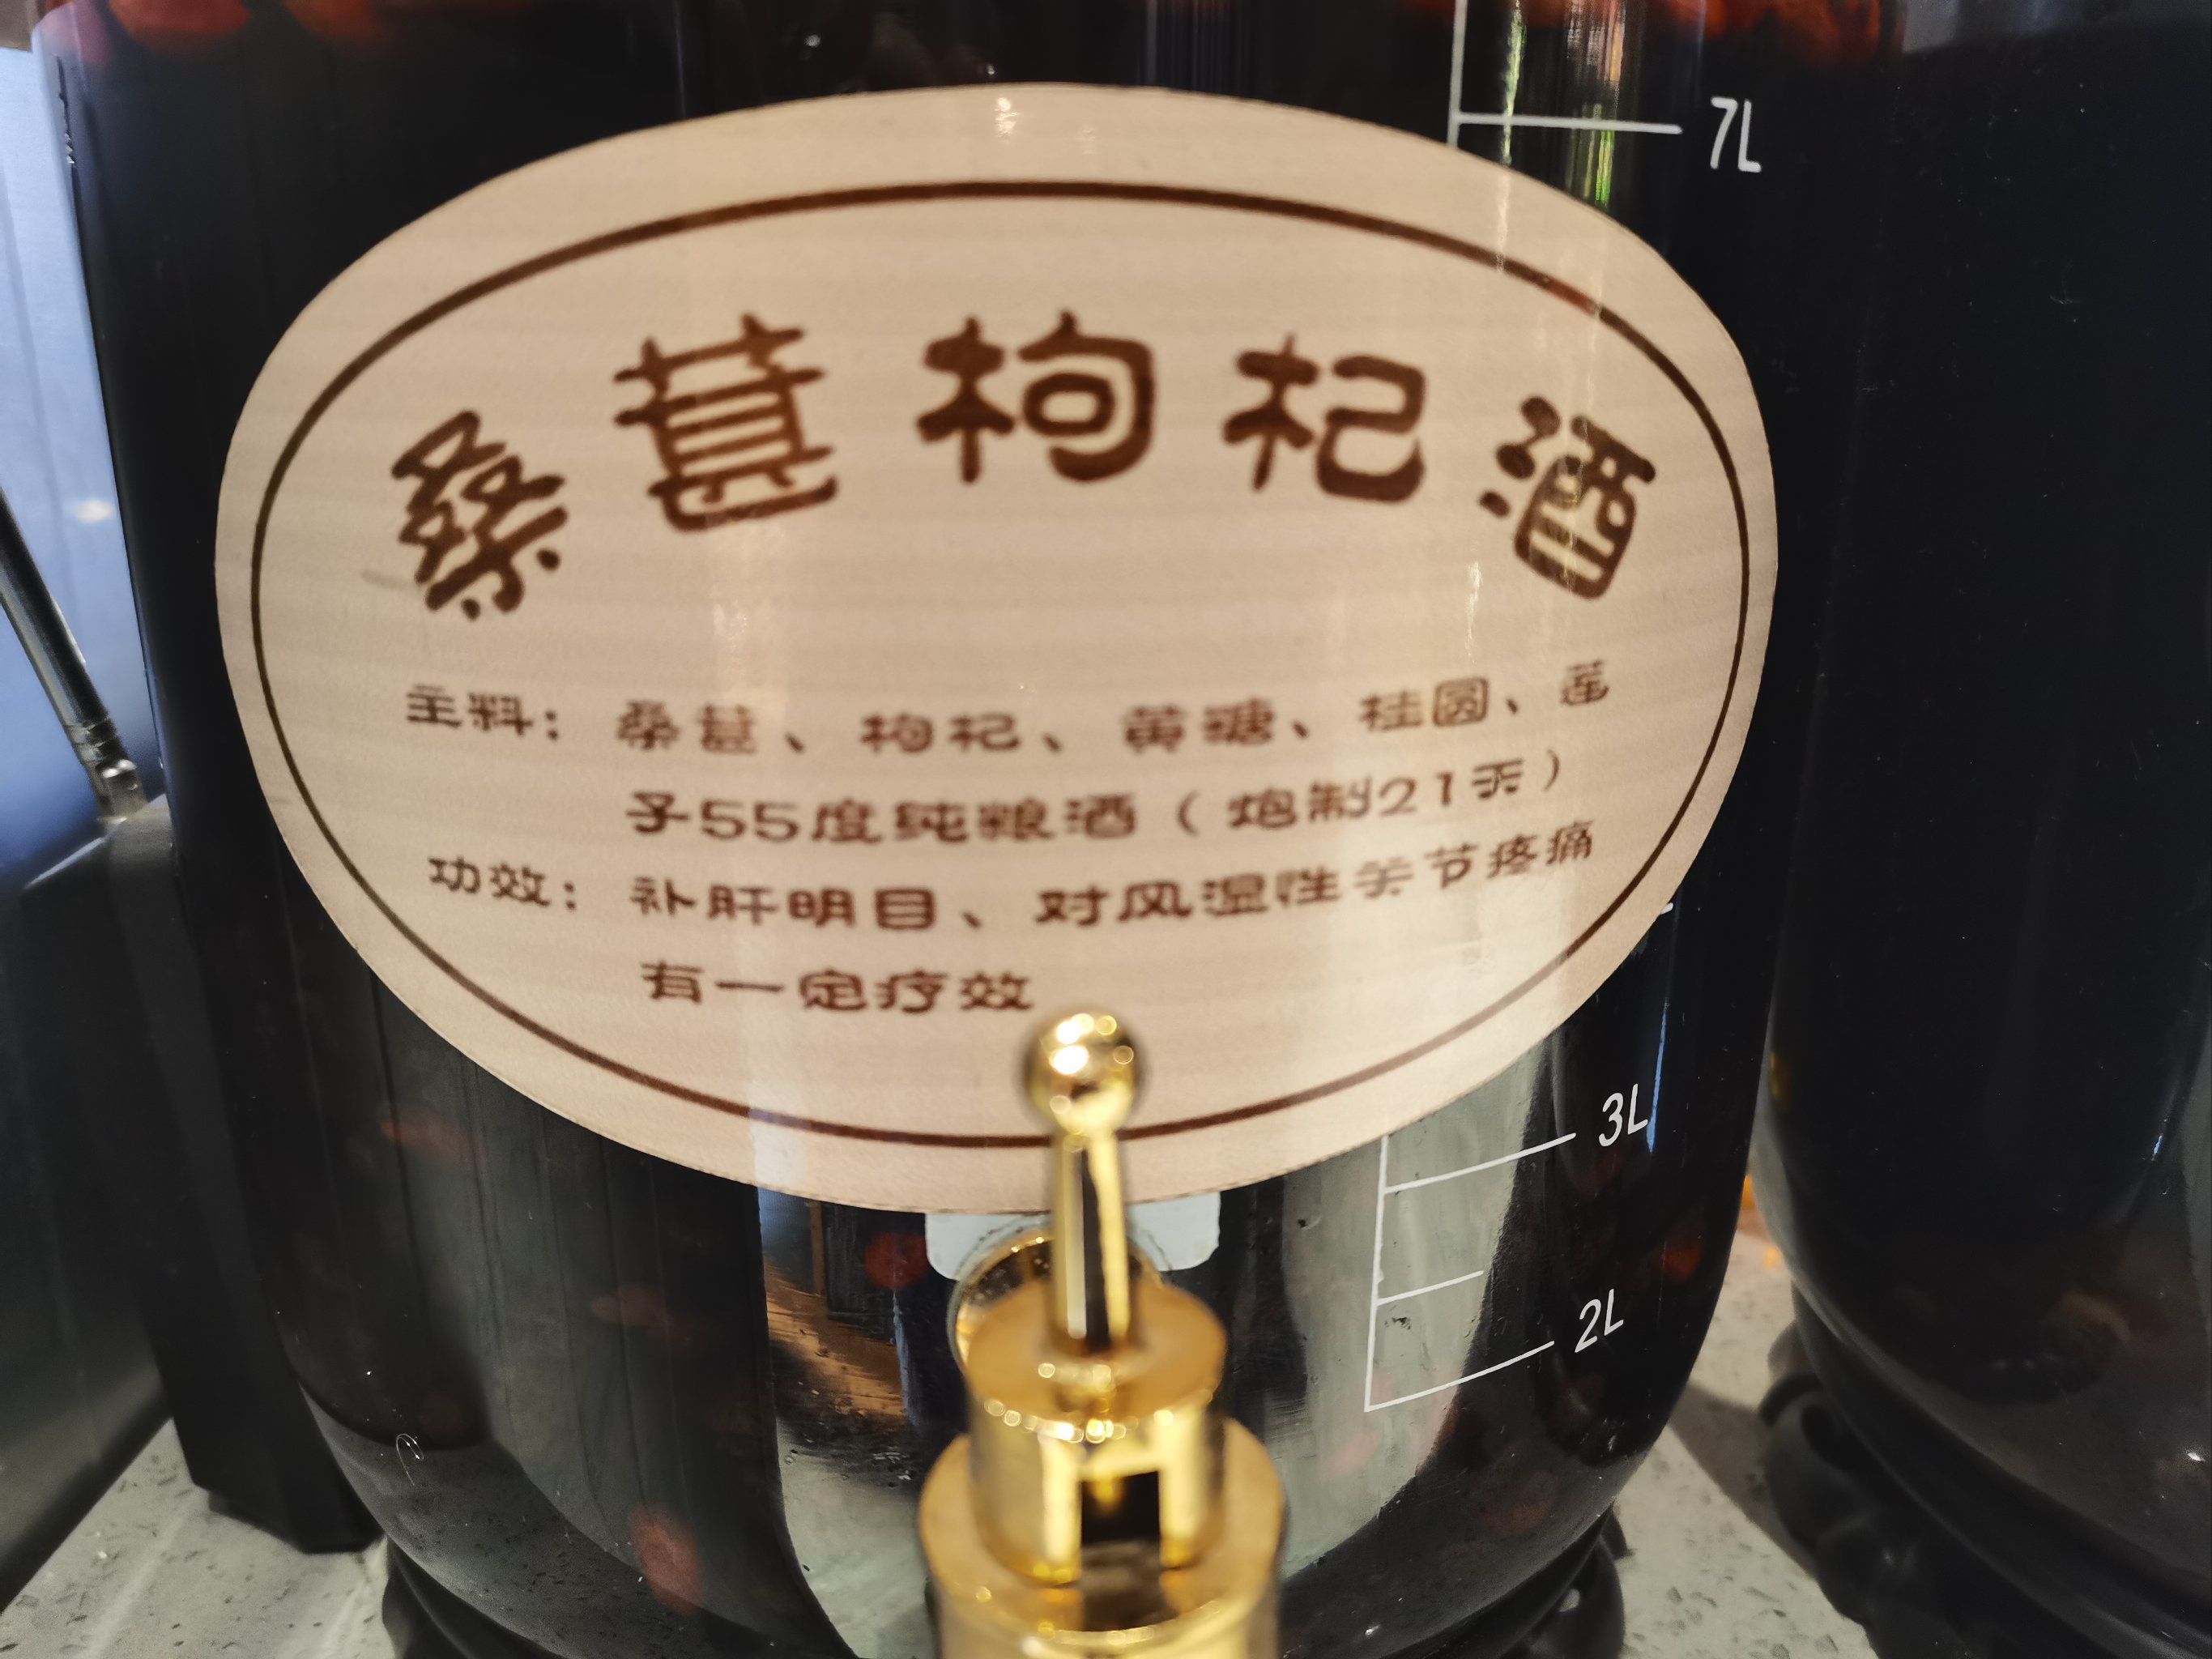 桑葚枸杞酒
主料：桑葚、枸杞、黄糖、桂圆、莲
子55度纯粮酒（炮制21天）
功效：补肝明目、对风湿性关节疼痛
有一定疗效
7L
3L
2L